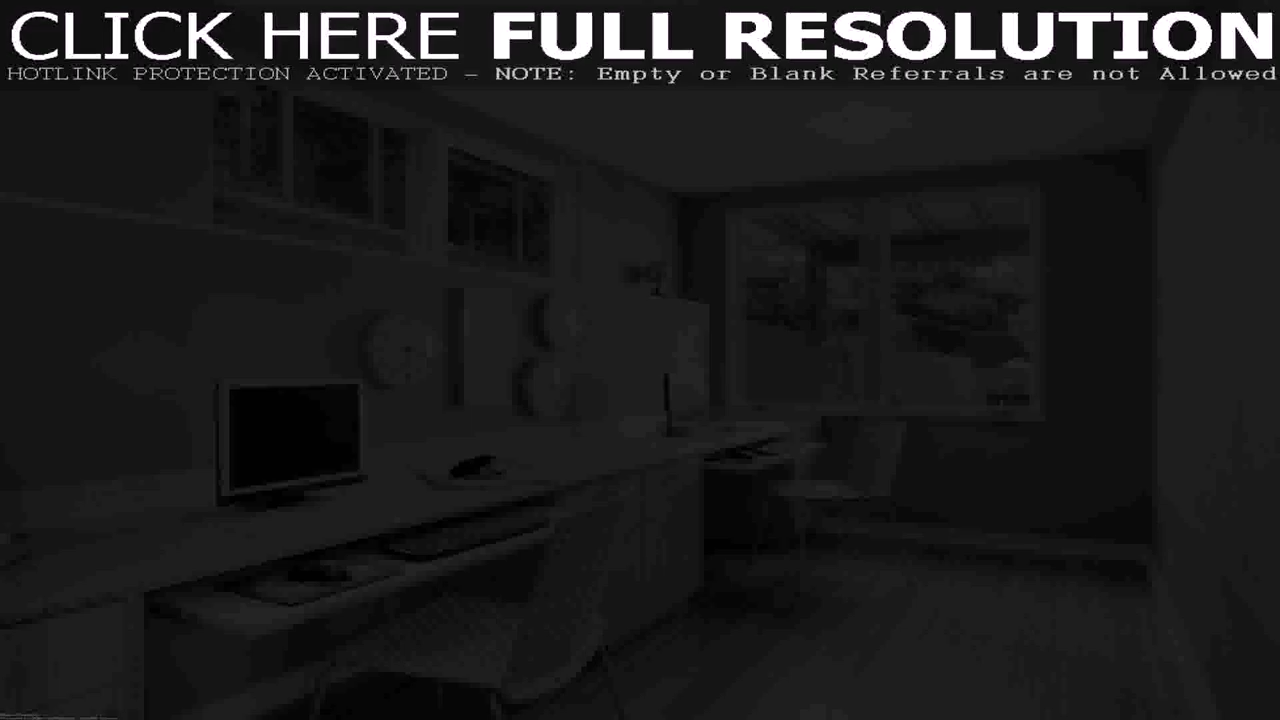 CLICK HERE FULL RESOLUTION
HOTLINK PROTECTION ACTIVATED – NOTE: Empty or Blank Referrals are not Allowed